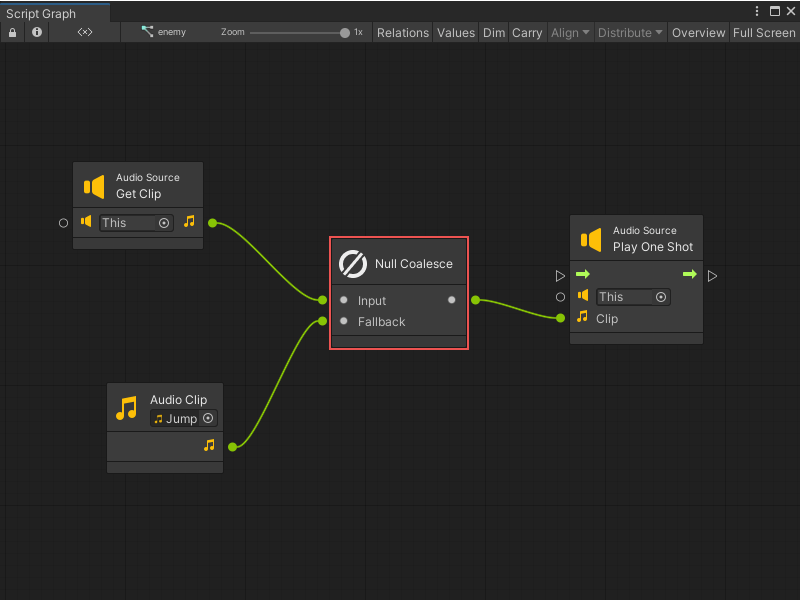 Script Graph
enemy
Zoom
1x
Relations
Values
Dim
Carry
Align
Distribute
Overview
Full Screen
Audio Source
Get Clip
This
Audio Source
Play One Shot
This
Clip
Null Coalesce
Input
Fallback
Audio Clip
Jump